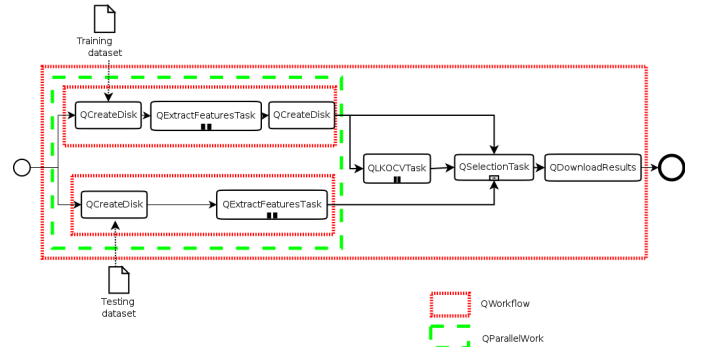 Training
dataset
QCreateDisk
QExtractFeaturesTask
QCreateDisk
QLKOCVTask
QSelectionTask
QDownloadResults
QCreateDisk
QExtractFeaturesTask
Testing
dataset
QWorkflow
QParallelWork